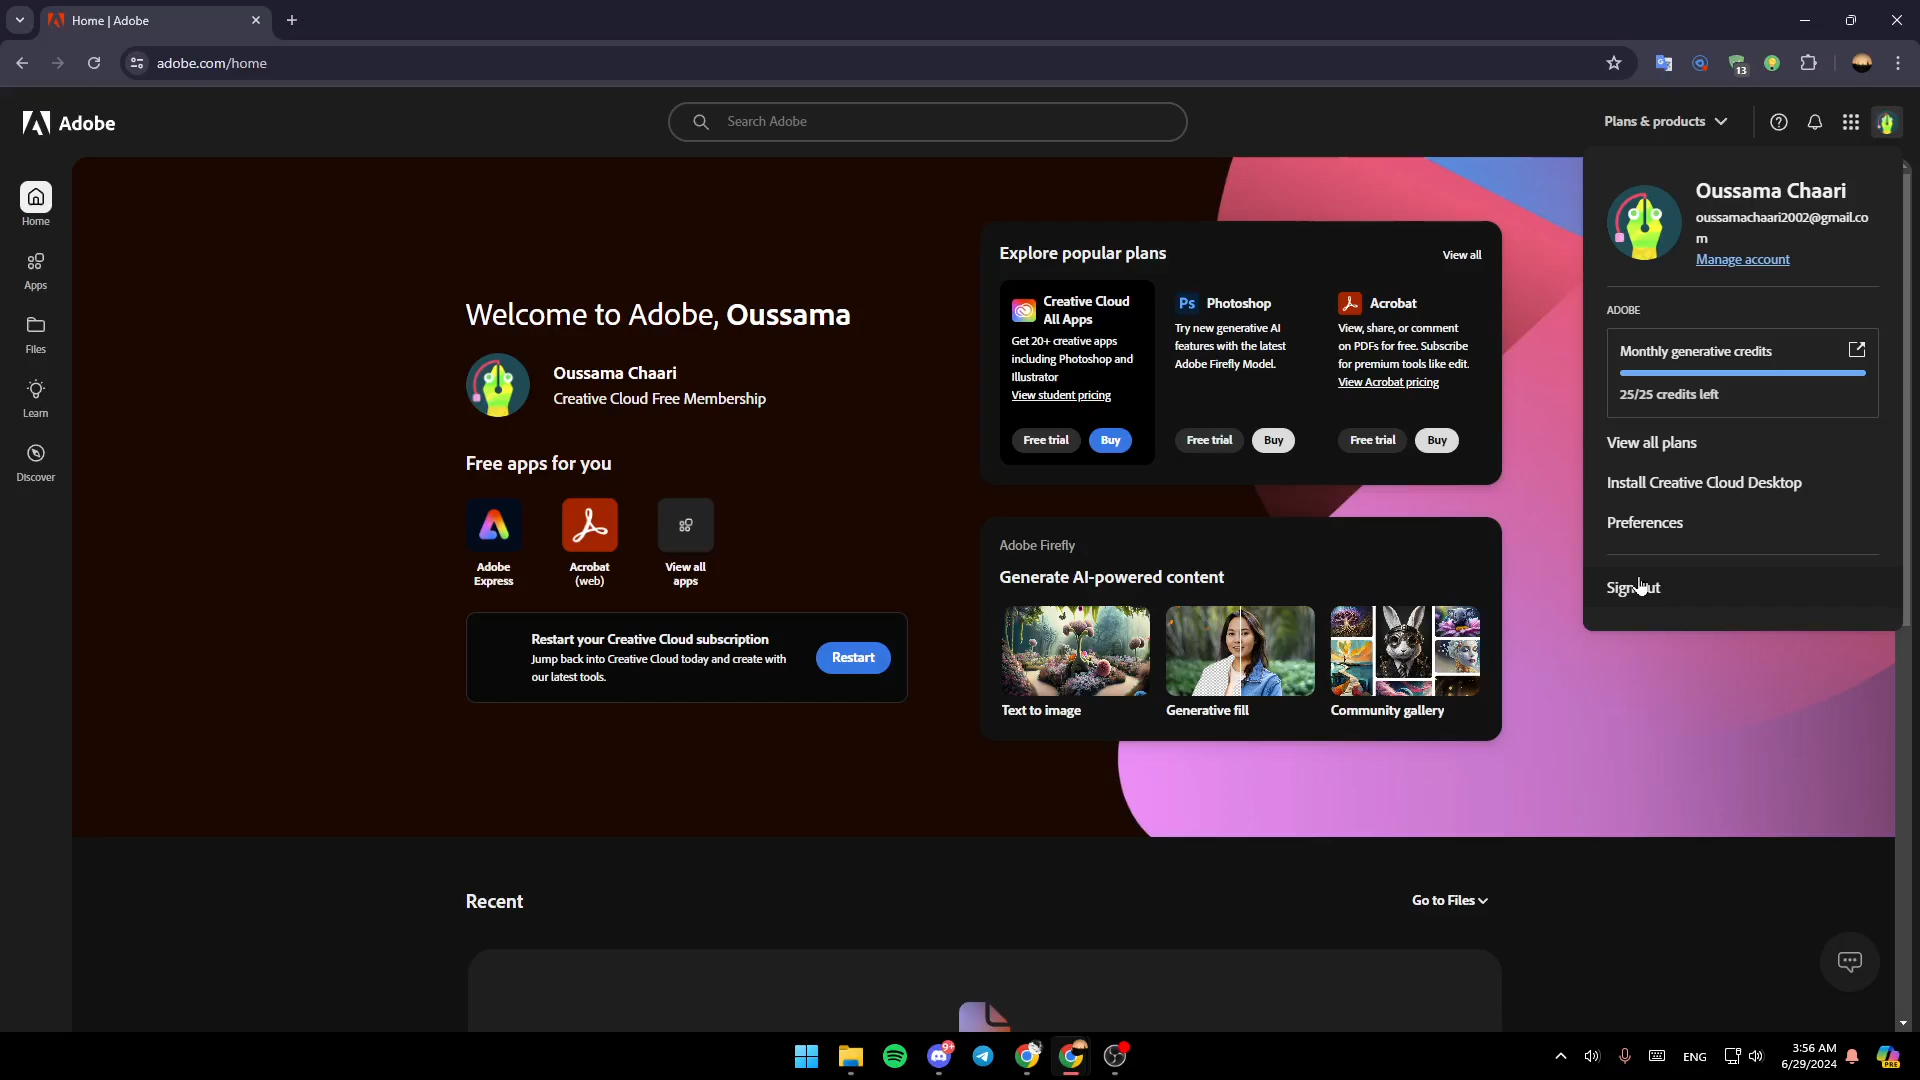 Home | Adobe
adobe.com/home
13
Adobe
Search Adobe
Plans & products
Home
Apps
Files
Learn
Discover
Welcome to Adobe, Oussama
Oussama Chaari
Creative Cloud Free Membership
Free apps for you
Adobe
Express
Acrobat
(web)
View all
apps
Restart your Creative Cloud subscription
Jump back into Creative Cloud today and create with
our latest tools.
Restart
Explore popular plans
View all
Creative Cloud
All Apps
Get 20+ creative apps
including Photoshop and
Illustrator
View student pricing
Free trial
Buy
Ps
Photoshop
Try new generative AI
features with the latest
Adobe Firefly Model.
Free trial
Buy
Acrobat
View, share, or comment
on PDFs for free. Subscribe
for premium tools like edit.
View Acrobat pricing
Free trial
Buy
Adobe Firefly
Generate AI-powered content
Text to image
Generative fill
Community gallery
Oussama Chaari
oussamachaari2002@gmail.co
m
Manage account
ADOBE
Monthly generative credits
25/25 credits left
View all plans
Install Creative Cloud Desktop
Preferences
Sign out
Recent
Go to Files
9+
ENG
3:56 AM
6/29/2024
PRE